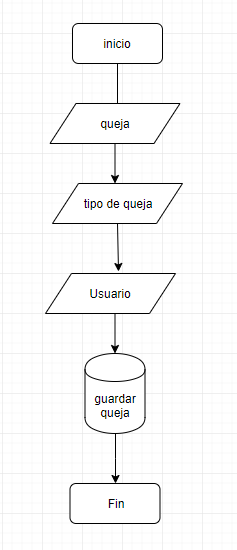 inicio
queja
tipo de queja
Usuario
guardar
queja
Fin